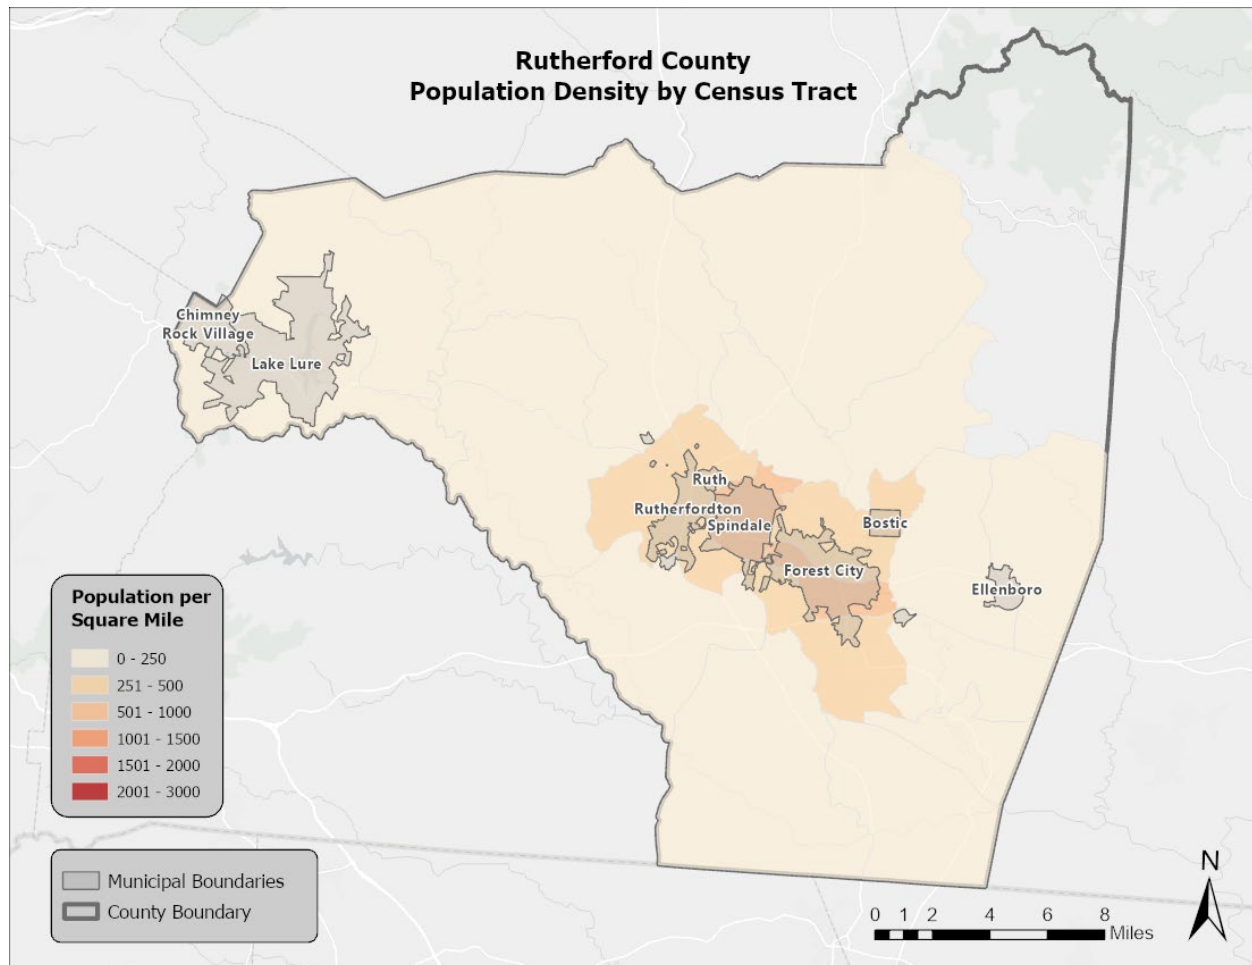 Rutherford County
Population Density by Census Tract
Chimney
Rock Village
Lake Lure
Ruth
Rutherfordton
Spindale
Bostic
Forest City
Ellenboro
Population per
Square Mile
0 - 250
251 - 500
501 - 1000
1001 - 1500
1501 - 2000
2001 - 3000
Municipal Boundaries
County Boundary
N
0 1 2 4 6 8
Miles